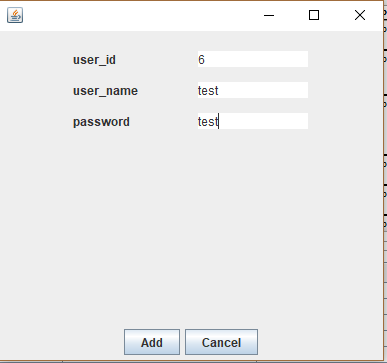 user_id 6
user_name test
password test
Add Cancel